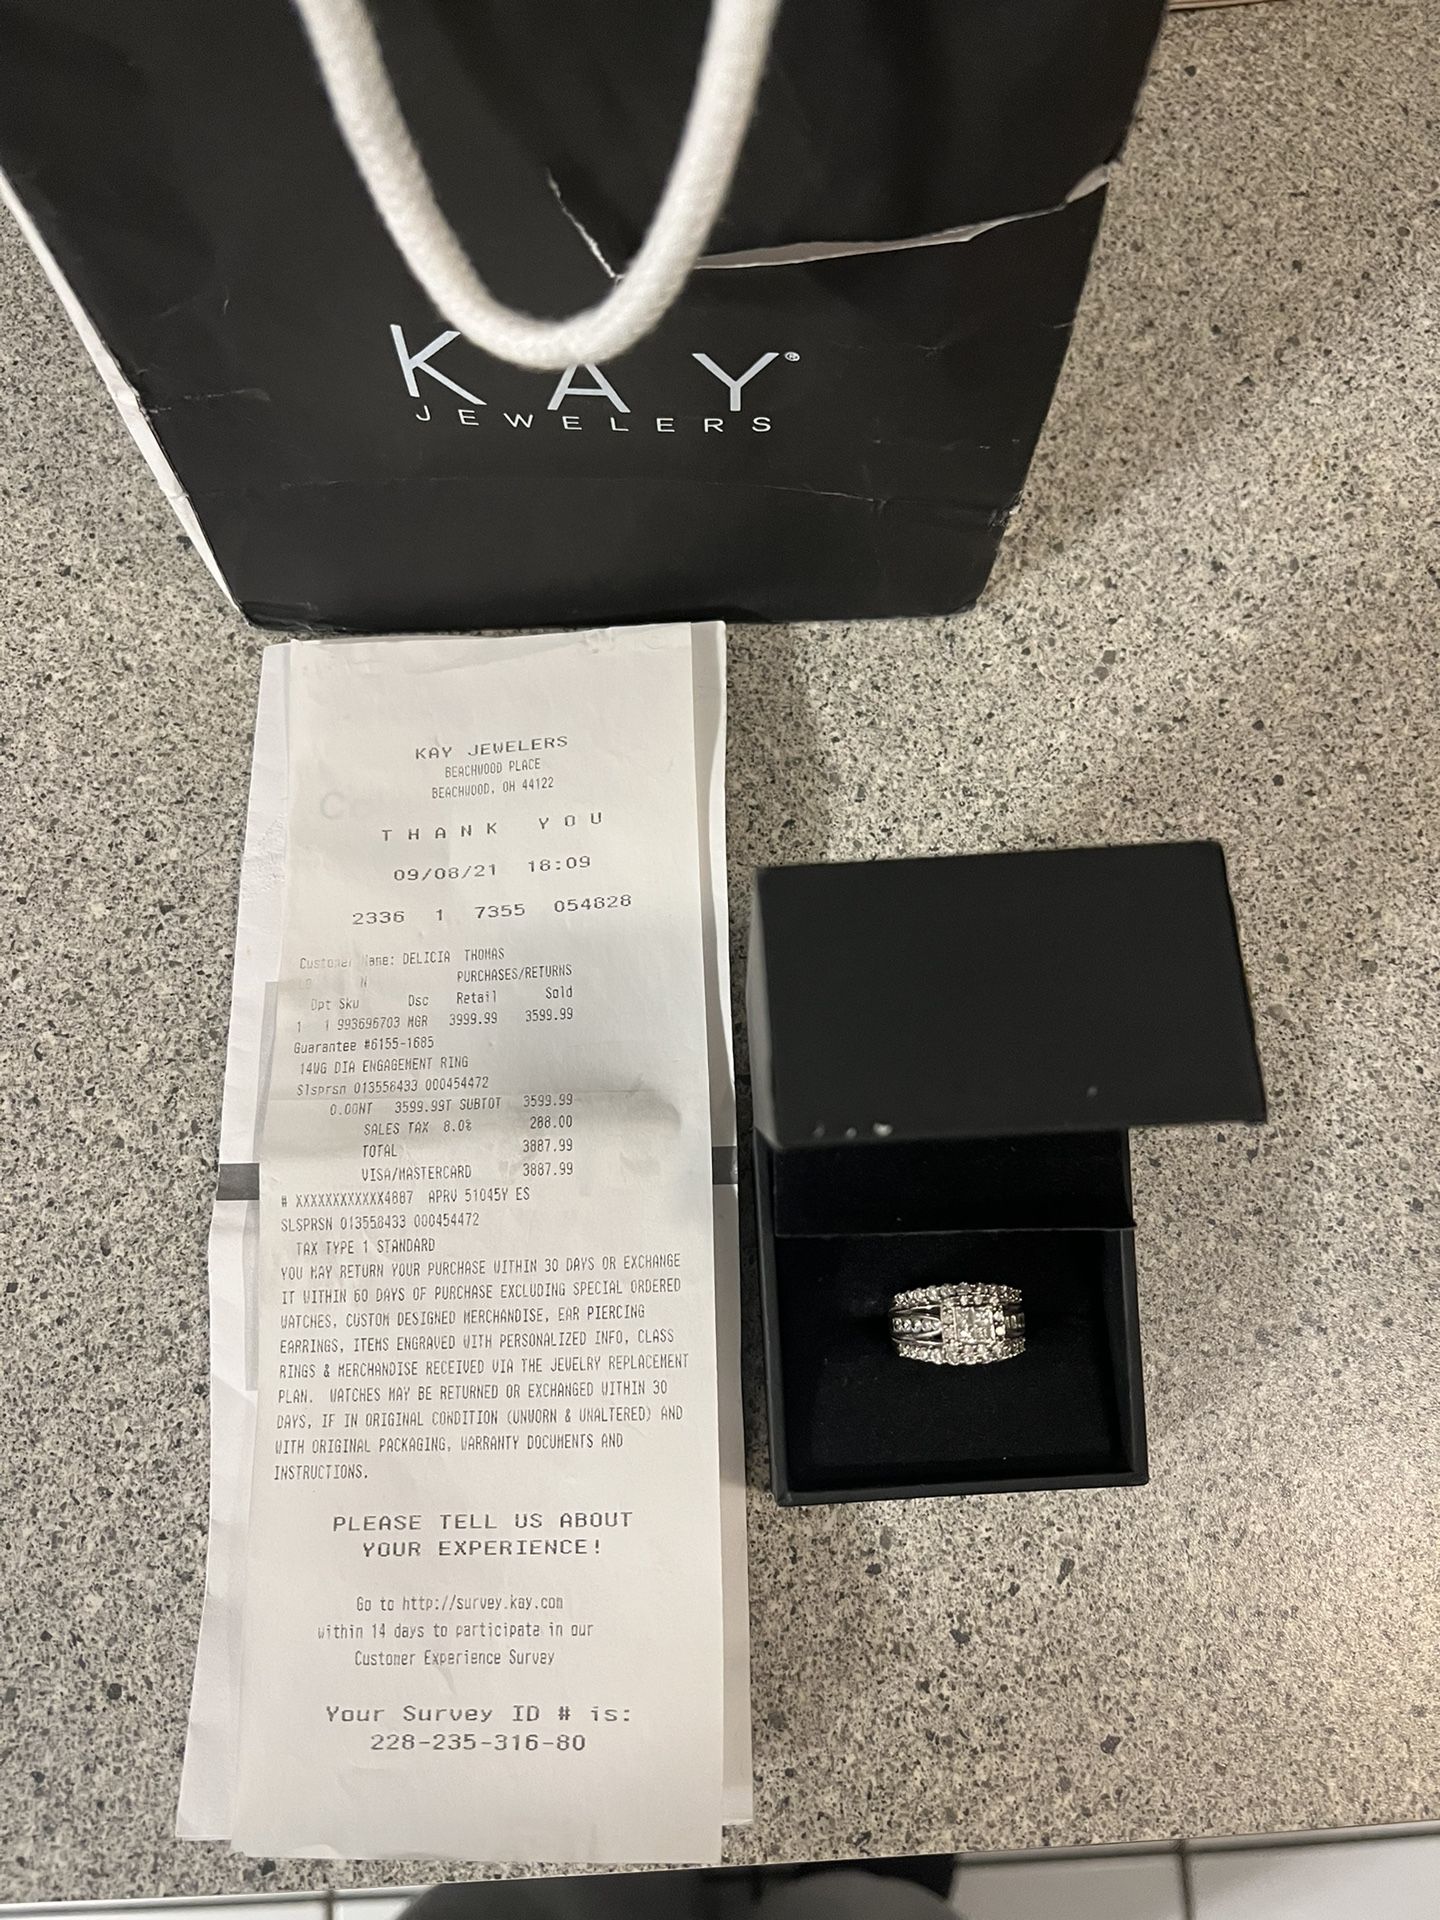 KAY®
JEWELERS
KAY JEWELERS
BEACHWOOD PLACE
BEACHWOOD, OH 44122
THANK YOU
09/08/21 18:09
2336 1 7355 054828
Customer Name: DELICIA THOMAS
PURCHASES/RETURNS
Dpt Sku Dsc Retail Sold
1 1 993696703 MGR 3999.99 3599.99
Guarantee #6155-1685
14WG DIA ENGAGEMENT RING
Slsprsn 013558433 000454472
0.00NT 3599.99T SUBTOT 3599.99
SALES TAX 8.0% 288.00
TOTAL 3887.99
VISA/MASTERCARD 3887.99
# XXXXXXXXXXXX4887 APRV 51045Y ES
SLSPRSN 013558433 000454472
TAX TYPE 1 STANDARD
YOU MAY RETURN YOUR PURCHASE WITHIN 30 DAYS OR EXCHANGE
IT WITHIN 60 DAYS OF PURCHASE EXCLUDING SPECIAL ORDERED
WATCHES, CUSTOM DESIGNED MERCHANDISE, EAR PIERCING
EARRINGS, ITEMS ENGRAVED WITH PERSONALIZED INFO, CLASS
RINGS & MERCHANDISE RECEIVED VIA THE JEWELRY REPLACEMENT
PLAN. WATCHES MAY BE RETURNED OR EXCHANGED WITHIN 30
DAYS, IF IN ORIGINAL CONDITION (UNWORN & UNALTERED) AND
WITH ORIGINAL PACKAGING, WARRANTY DOCUMENTS AND
INSTRUCTIONS.
PLEASE TELL US ABOUT
YOUR EXPERIENCE!
Go to http://survey.kay.com
within 14 days to participate in our
Customer Experience Survey
Your Survey ID # is:
228-235-316-80